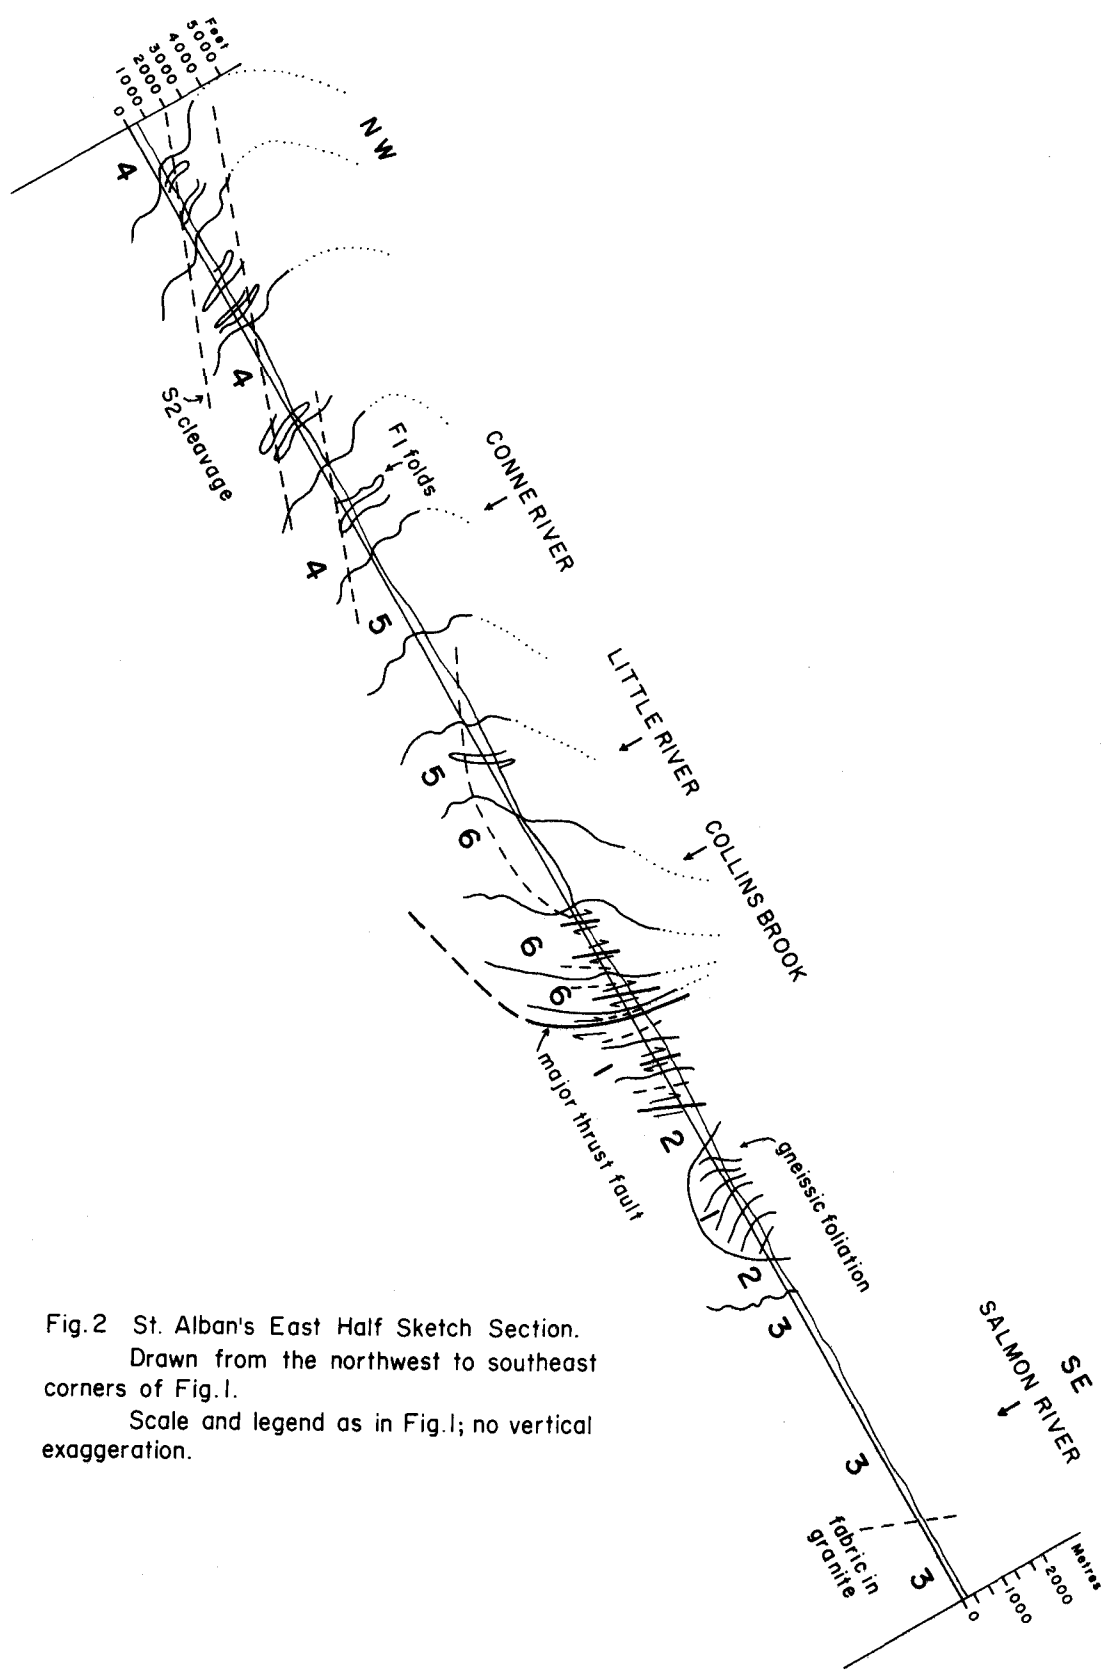 Feet
5000
4000
3000
2000
1000
0
NW
4
4
S2 cleavage
F1 folds
CONNE RIVER
4
5
LITTLE RIVER
5
6
COLLINS BROOK
6
6
major thrust fault
1
2
gneissic foliation
1
2
3
SE
SALMON RIVER
3
fabric in
granite
3
Metres
2000
1000
0
Fig. 2 St. Alban's East Half Sketch Section.
Drawn from the northwest to southeast
corners of Fig. 1.
Scale and legend as in Fig. 1; no vertical
exaggeration.